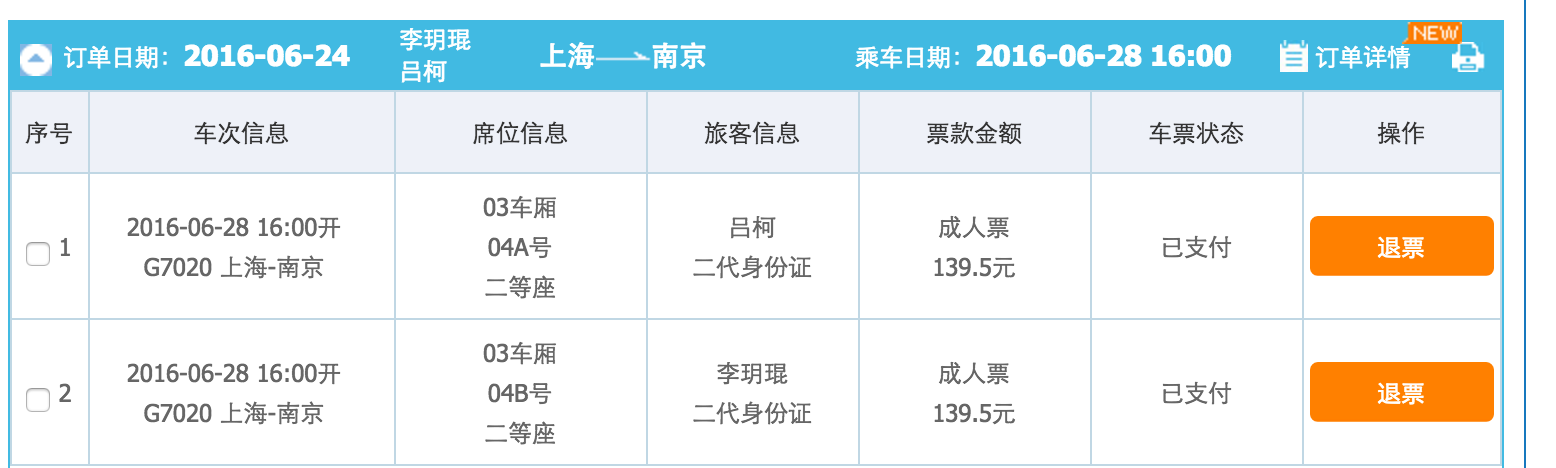 订单日期：2016-06-24
李玥琨
吕柯
上海——南京
乘车日期：2016-06-28 16:00
订单详情
NEW
序号 车次信息 席位信息 旅客信息 票款金额 车票状态 操作
1
2016-06-28 16:00开
G7020 上海-南京
03车厢
04A号
二等座
吕柯
二代身份证
成人票
139.5元
已支付
退票
2
2016-06-28 16:00开
G7020 上海-南京
03车厢
04B号
二等座
李玥琨
二代身份证
成人票
139.5元
已支付
退票